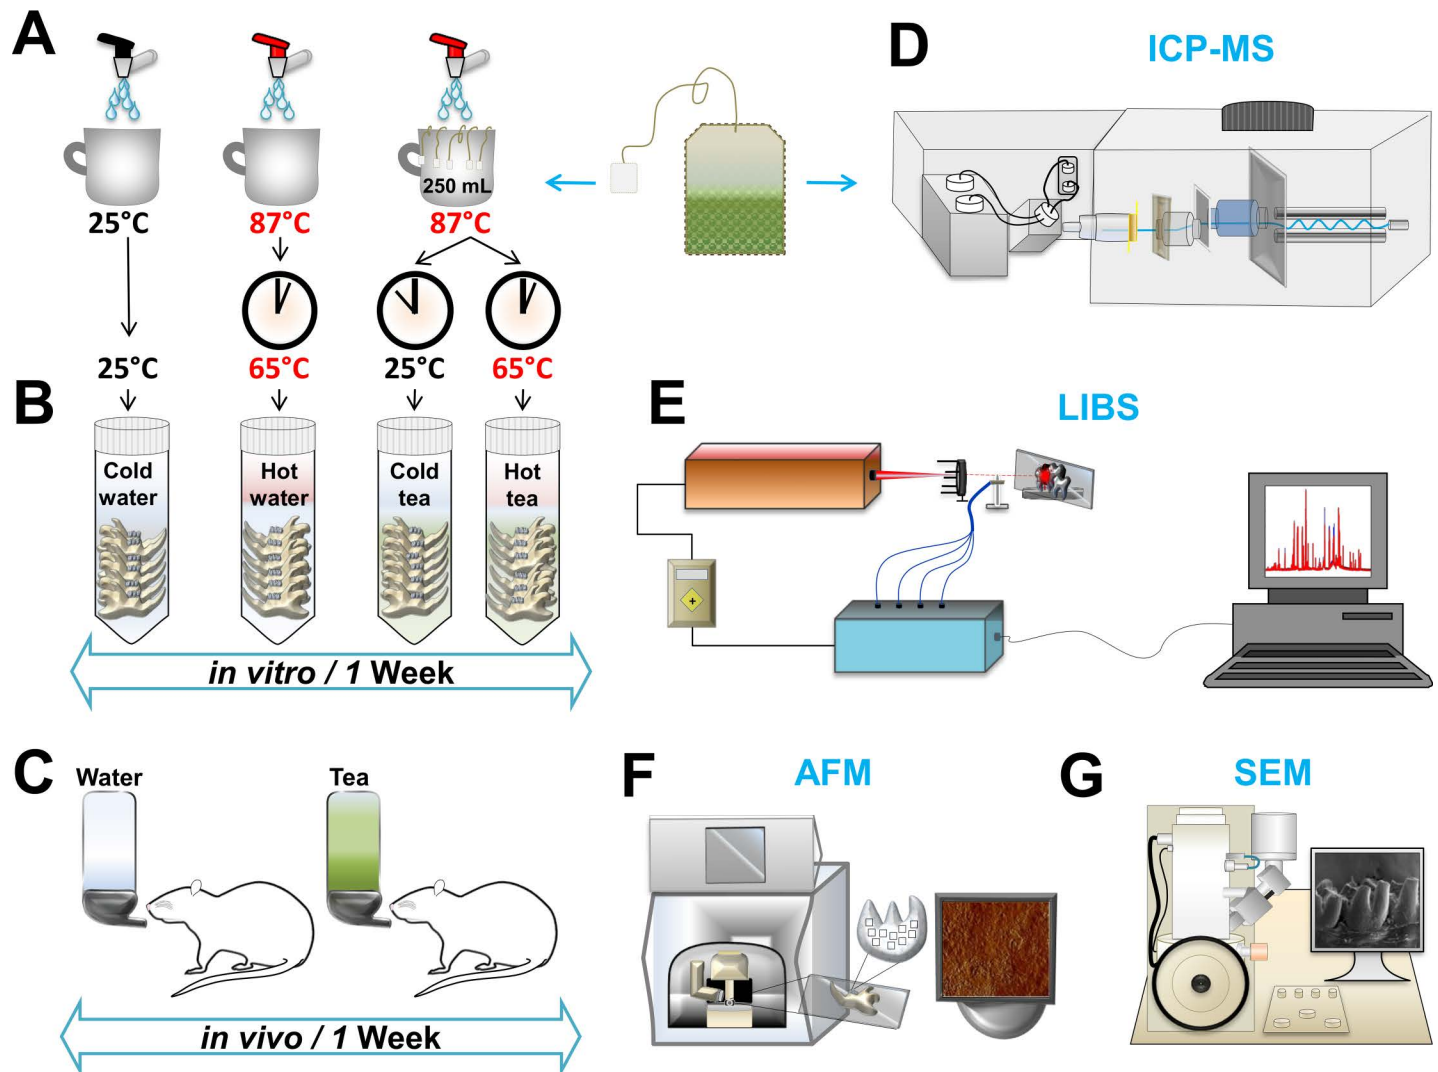 A
250 mL
25°C
87°C
87°C
25°C
65°C
25°C
65°C
B
Cold
water
Hot
water
Cold
tea
Hot
tea
in vitro / 1 Week
C
Water
Tea
in vivo / 1 Week
D
ICP-MS
E
LIBS
+
F
AFM
G
SEM